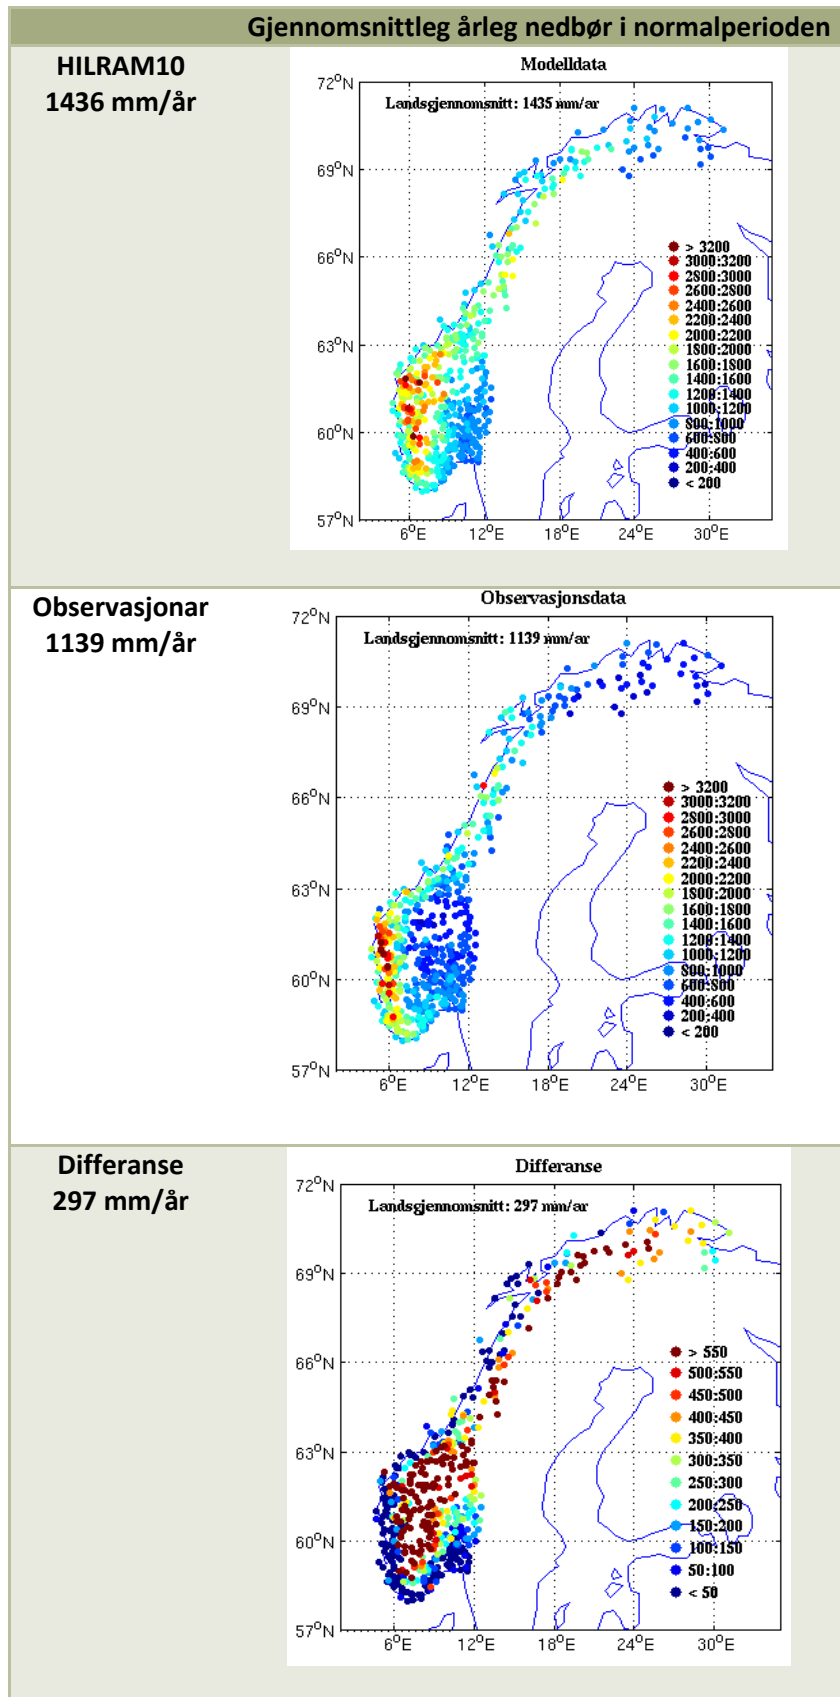 Gjennomsnittleg årleg nedbør i normalperioden
HILRAM10
1436 mm/år
Modelldata
Landsgjennomsnitt: 1435 mm/ar
72°N
69°N
66°N
63°N
60°N
57°N
6°E 12°E 18°E 24°E 30°E
> 3200
3000:3200
2800:3000
2600:2800
2400:2600
2200:2400
2000:2200
1800:2000
1600:1800
1400:1600
1200:1400
1000:1200
800:1000
600:800
400:600
200:400
< 200
Observasjonar
1139 mm/år
Observasjonsdata
Landsgjennomsnitt: 1139 mm/ar
72°N
69°N
66°N
63°N
60°N
57°N
6°E 12°E 18°E 24°E 30°E
> 3200
3000:3200
2800:3000
2600:2800
2400:2600
2200:2400
2000:2200
1800:2000
1600:1800
1400:1600
1200:1400
1000:1200
800:1000
600:800
400:600
200:400
< 200
Differanse
297 mm/år
Differanse
Landsgjennomsnitt: 297 mm/ar
72°N
69°N
66°N
63°N
60°N
57°N
6°E 12°E 18°E 24°E 30°E
> 550
500:550
450:500
400:450
350:400
300:350
250:300
200:250
150:200
100:150
50:100
< 50